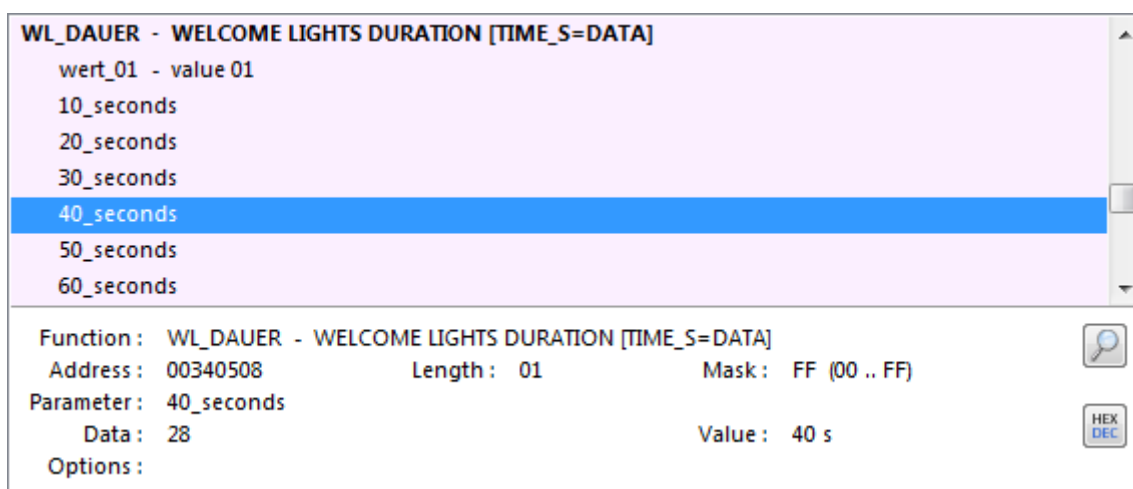 WL_DAUER - WELCOME LIGHTS DURATION [TIME_S=DATA]
wert_01 - value 01
10_seconds
20_seconds
30_seconds
40_seconds
50_seconds
60_seconds
Function : WL_DAUER - WELCOME LIGHTS DURATION [TIME_S=DATA]
Address : 00340508 Length : 01 Mask : FF (00 .. FF)
Parameter : 40_seconds
Data : 28 Value : 40 s
HEX
DEC
Options :